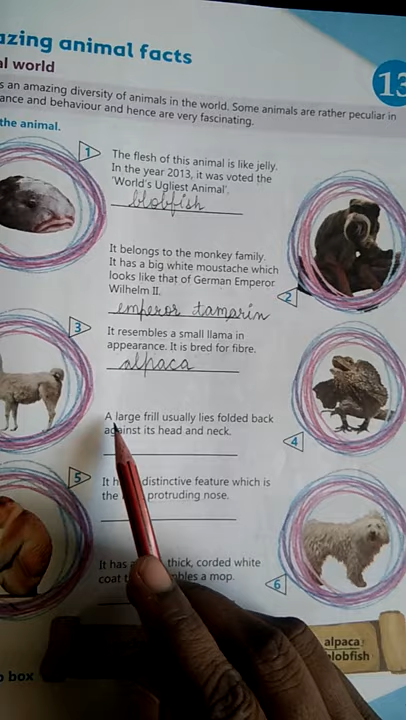 azing animal facts
al world
13
s an amazing diversity of animals in the world. Some animals are rather peculiar in
ance and behaviour and hence are very fascinating.
the animal.
1
The flesh of this animal is like jelly.
In the year 2013, it was voted the
'World's Ugliest Animal'.
blobfish
It belongs to the monkey family.
It has a big white moustache which
looks like that of German Emperor
Wilhelm II.
2
emperor tamarin
3
It resembles a small llama in
appearance. It is bred for fibre.
alpaca
A large frill usually lies folded back
against its head and neck.
4
5
It h distinctive feature which is
the protruding nose.
It has a thick, corded white
coat t bles a mop.
6
alpaca
blobfish
box